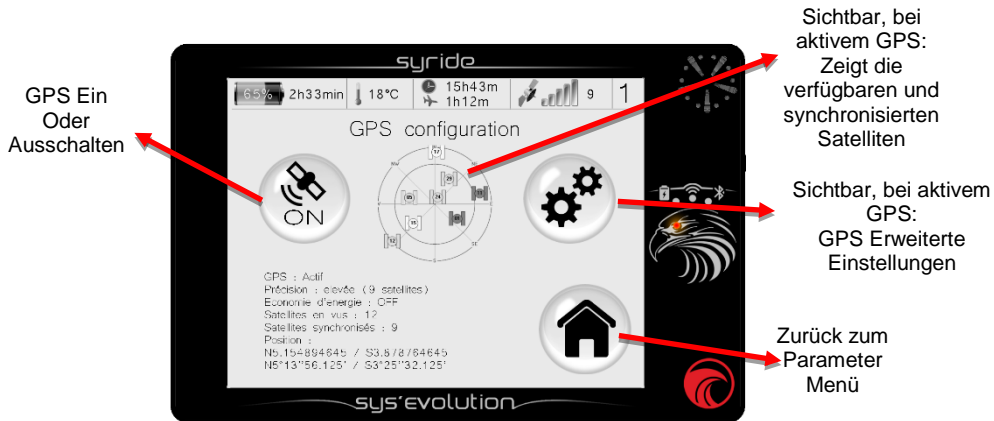 Sichtbar, bei
aktivem GPS:
Zeigt die
verfügbaren und
synchronisierten
Satelliten
GPS Ein
Oder
Ausschalten
syride
65% 2h33min 18°C 15h43m 9 1
1h12m
GPS configuration
ON
Sichtbar, bei aktivem
GPS:
GPS Erweiterte
Einstellungen
GPS : Actif
Précision : elevée (9 satellites)
Economie d'energie : OFF
Satellites en vus : 12
Satellites synchronisés : 9
Position :
N5.154894645 / S3.878764645
N5°13''56.125' / S3°25''32.125'
Zurück zum
Parameter
Menü
sys'evolution